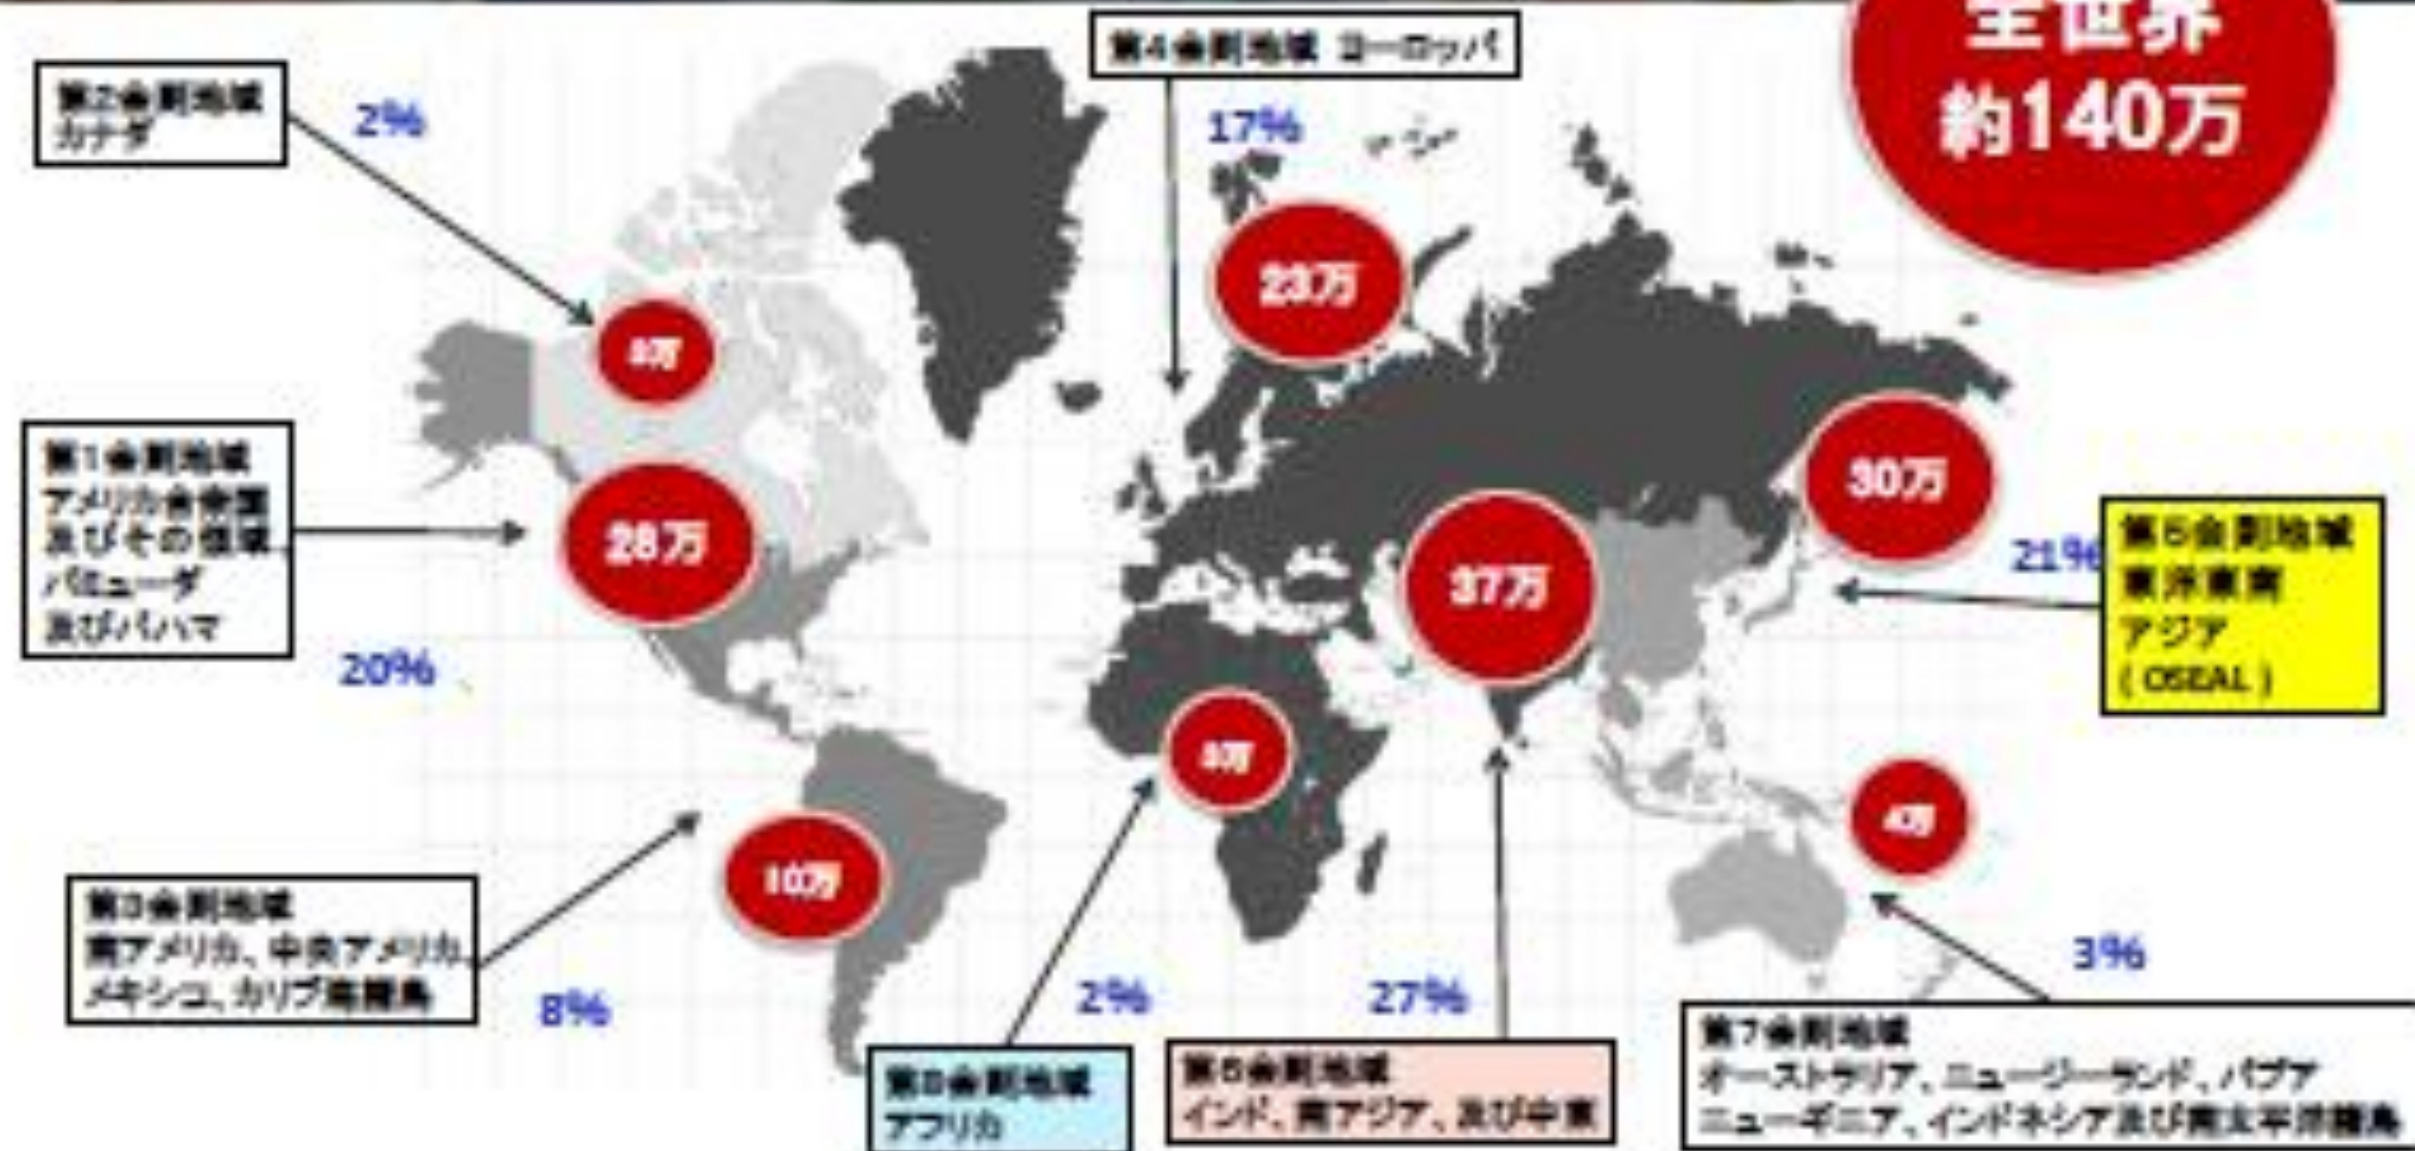 全世界
約140万
第4会則地域 ヨーロッパ
17%
第2会則地域
カナダ
2%
23万
3万
第1会則地域
アメリカ合衆国
及びその領域、
バミューダ
及びバハマ
20%
28万
30万
37万
21%
第5会則地域
東洋東南
アジア
( OSEAL )
3万
4万
10万
第3会則地域
南アメリカ、中央アメリカ、
メキシコ、カリブ海諸島
8%
2%
27%
3%
第8会則地域
アフリカ
第6会則地域
インド、南アジア、及び中東
第7会則地域
オーストラリア、ニュージーランド、パプア
ニューギニア、インドネシア及び南太平洋諸島